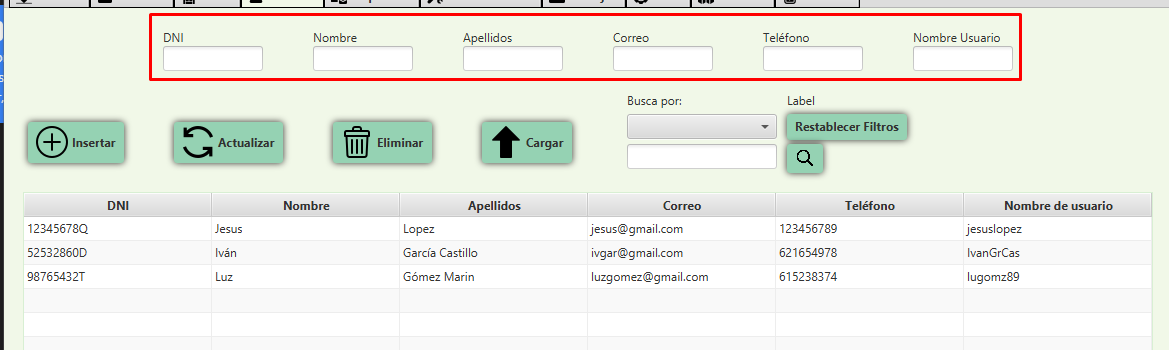 DNI Nombre Apellidos Correo Teléfono Nombre Usuario
Busca por: Label
Insertar Actualizar Eliminar Cargar Restablecer Filtros
DNI Nombre Apellidos Correo Teléfono Nombre de usuario
12345678Q Jesus Lopez jesus@gmail.com 123456789 jesuslopez
52532860D Iván García Castillo ivgar@gmail.com 621654978 IvanGrCas
98765432T Luz Gómez Marin luzgomez@gmail.com 615238374 lugomz89